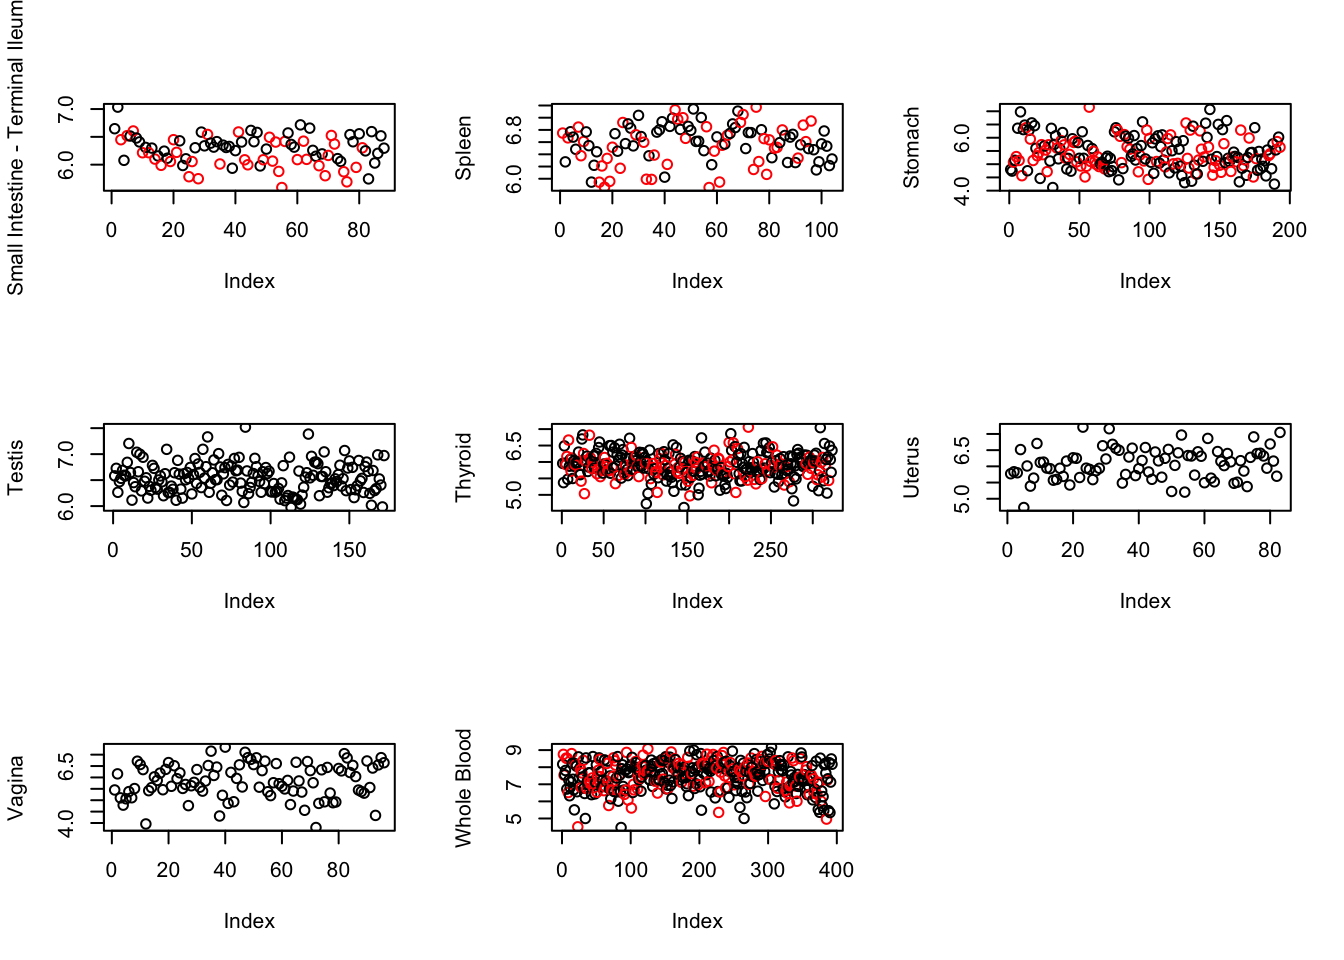 Small Intestine - Terminal Ileum
7.0
6.0
0 20 40 60 80
Index
Spleen
6.8
6.0
0 20 40 60 80 100
Index
Stomach
6.0
4.0
0 50 100 150 200
Index
Testis
7.0
6.0
0 50 100 150
Index
Thyroid
6.5
5.0
0 50 150 250
Index
Uterus
6.5
5.0
0 20 40 60 80
Index
Vagina
6.5
4.0
0 20 40 60 80
Index
Whole Blood
9
7
5
0 100 200 300 400
Index